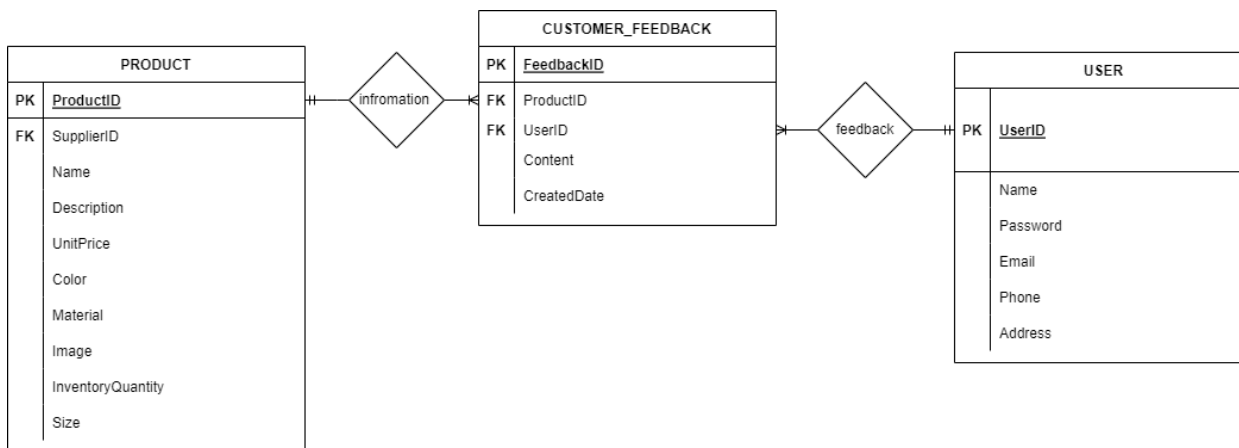 PRODUCT
PK ProductID
FK SupplierID
Name
Description
UnitPrice
Color
Material
Image
InventoryQuantity
Size
infromation
CUSTOMER_FEEDBACK
PK FeedbackID
FK ProductID
FK UserID
Content
CreatedDate
feedback
USER
PK UserID
Name
Password
Email
Phone
Address